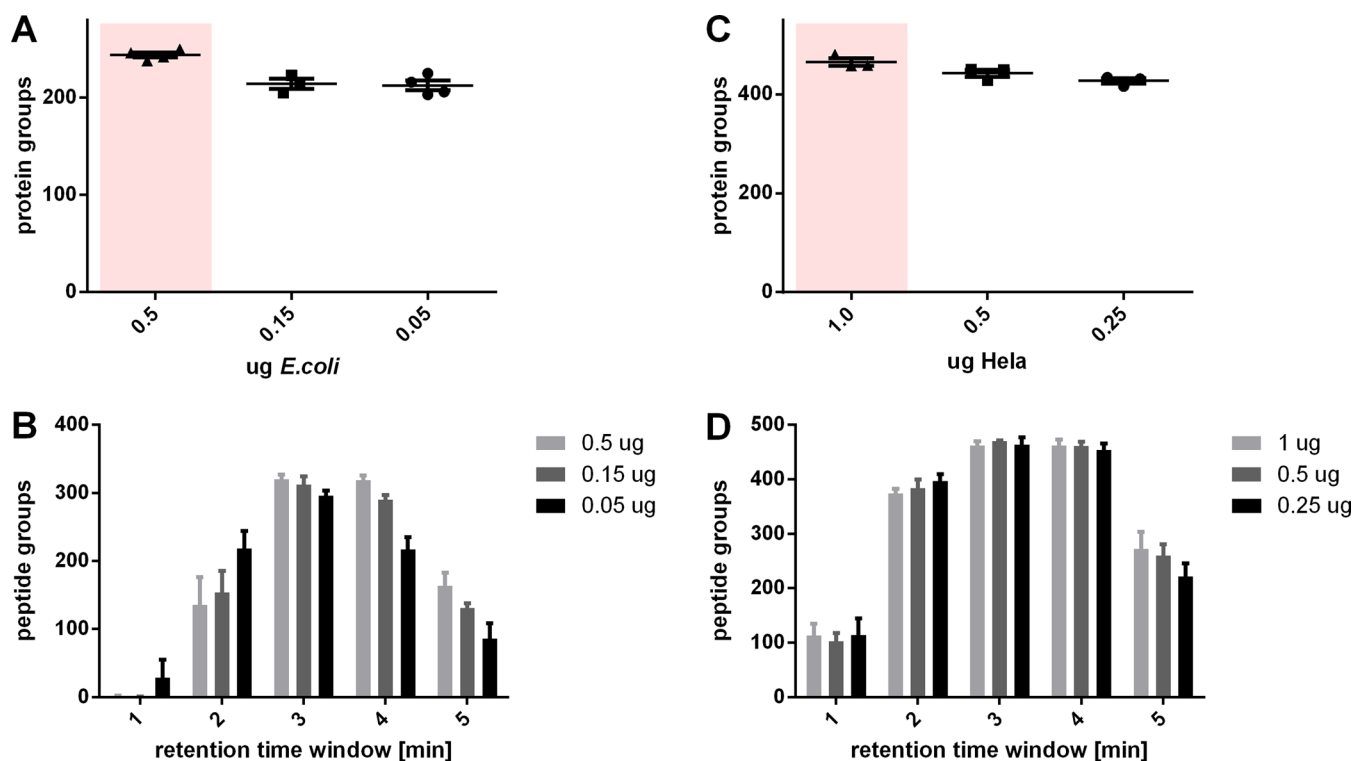 A
protein groups
200
100
0
0.5
0.15
0.05
ug E.coli
C
protein groups
400
200
0
1.0
0.5
0.25
ug Hela
B
peptide groups
400
300
200
100
0
1
2
3
4
5
retention time window [min]
0.5 ug
0.15 ug
0.05 ug
D
peptide groups
500
400
300
200
100
0
1
2
3
4
5
retention time window [min]
1 ug
0.5 ug
0.25 ug